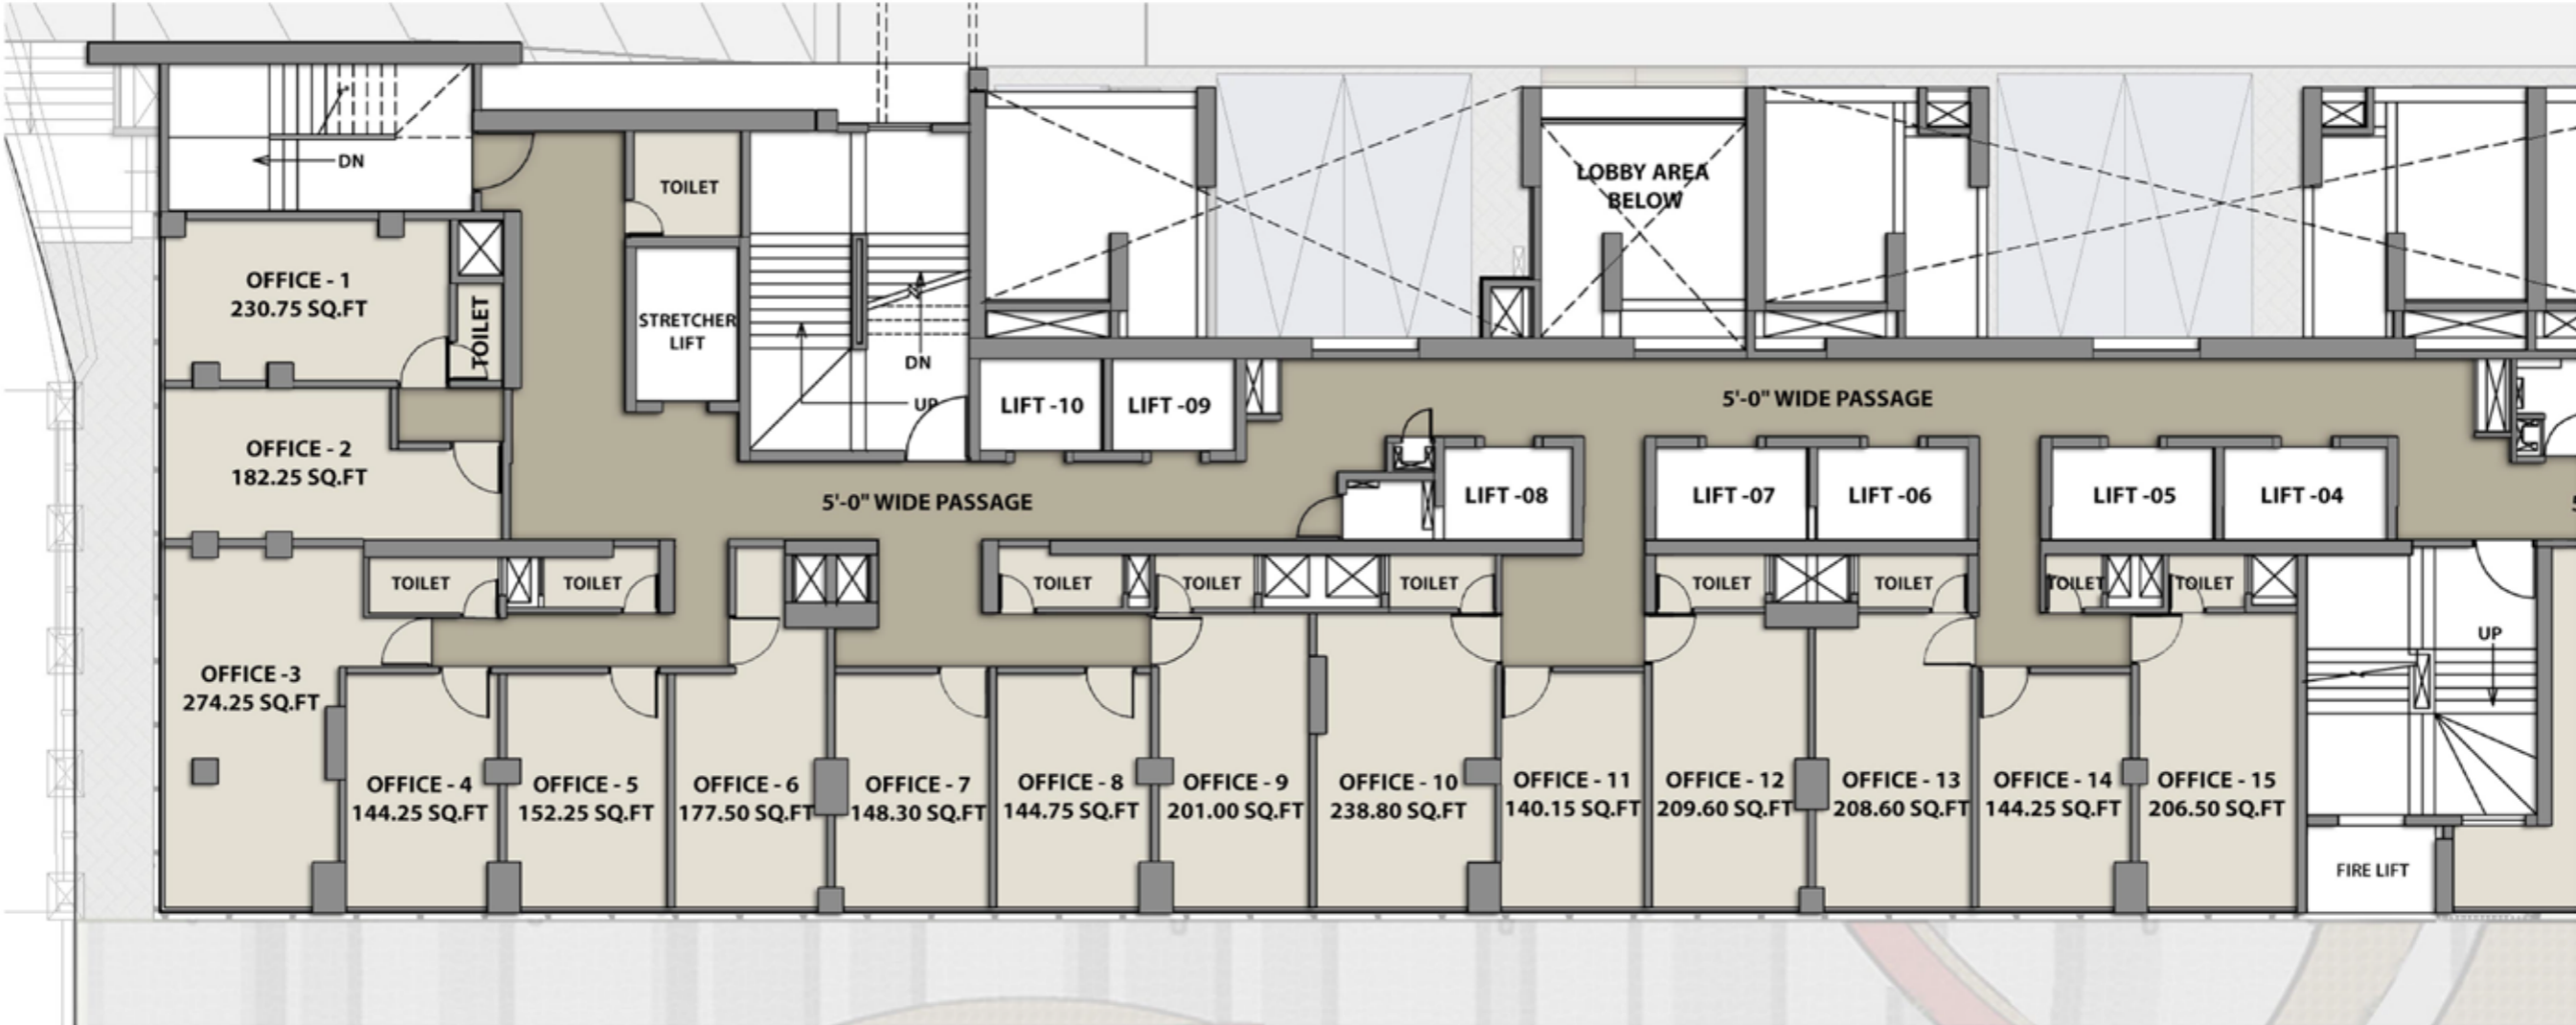 DN
TOILET
LOBBY AREA
BELOW
OFFICE - 1
230.75 SQ.FT
TOILET
STRETCHER
LIFT
DN
UP
LIFT -10
LIFT -09
5'-0" WIDE PASSAGE
OFFICE - 2
182.25 SQ.FT
5'-0" WIDE PASSAGE
LIFT -08
LIFT -07
LIFT -06
LIFT -05
LIFT -04
TOILET
TOILET
TOILET
TOILET
TOILET
TOILET
TOILET
TOILET
TOILET
UP
OFFICE -3
274.25 SQ.FT
OFFICE - 4
144.25 SQ.FT
OFFICE - 5
152.25 SQ.FT
OFFICE - 6
177.50 SQ.FT
OFFICE - 7
148.30 SQ.FT
OFFICE - 8
144.75 SQ.FT
OFFICE - 9
201.00 SQ.FT
OFFICE - 10
238.80 SQ.FT
OFFICE - 11
140.15 SQ.FT
OFFICE - 12
209.60 SQ.FT
OFFICE - 13
208.60 SQ.FT
OFFICE - 14
144.25 SQ.FT
OFFICE - 15
206.50 SQ.FT
FIRE LIFT